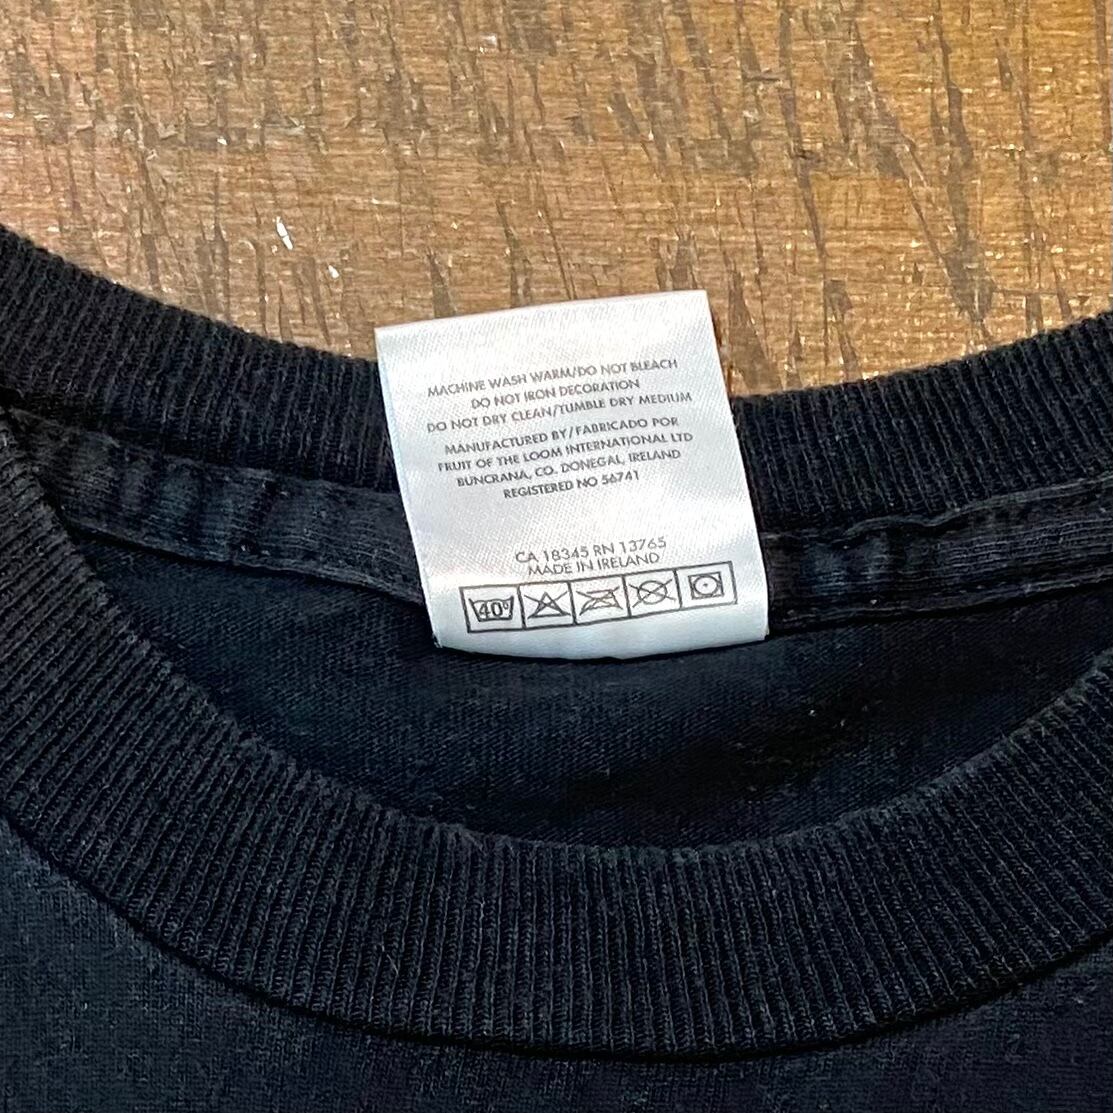 MACHINE WASH WARM/DO NOT BLEACH
DO NOT IRON DECORATION
DO NOT DRY CLEAN/TUMBLE DRY MEDIUM
MANUFACTURED BY/FABRICADO POR
FRUIT OF THE LOOM INTERNATIONAL LTD
BUNCRANA, CO. DONEGAL, IRELAND
REGISTERED NO 56741
CA 18345 RN 13765
MADE IN IRELAND
40°